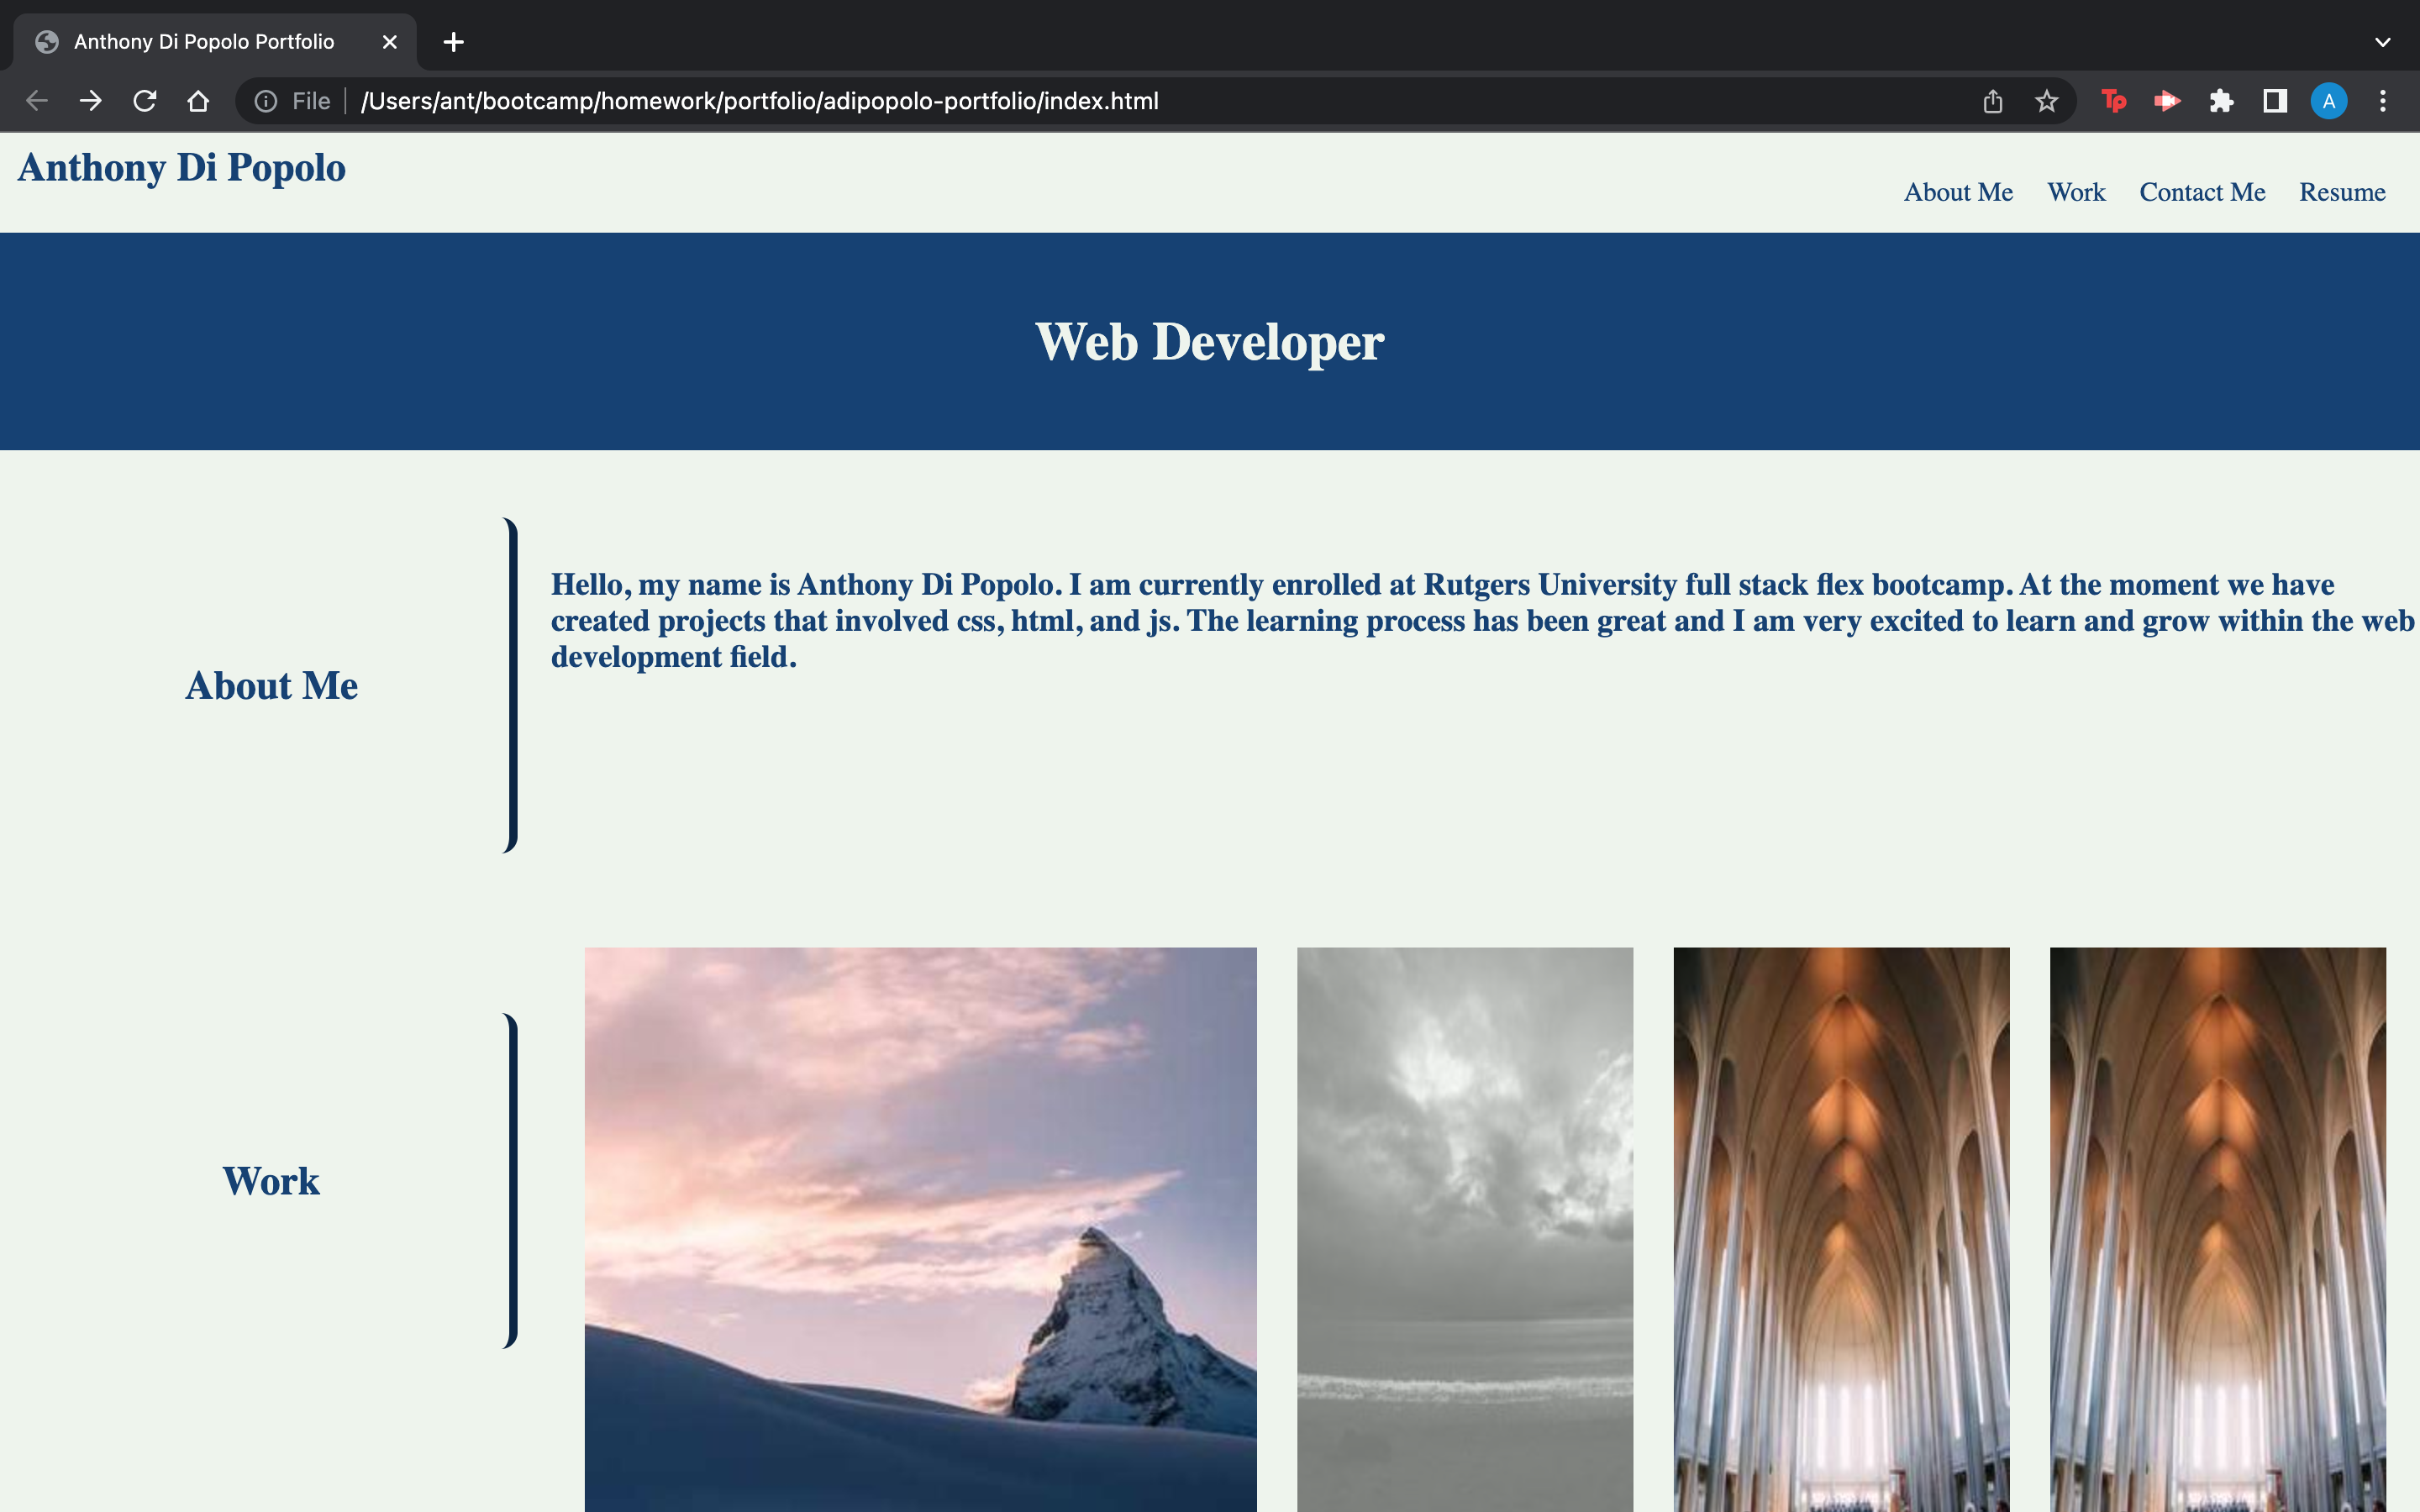 Anthony Di Popolo Portfolio
File /Users/ant/bootcamp/homework/portfolio/adipopolo-portfolio/index.html
Tp
A
Anthony Di Popolo
About Me Work Contact Me Resume
Web Developer
About Me
Hello, my name is Anthony Di Popolo. I am currently enrolled at Rutgers University full stack flex bootcamp. At the moment we have
created projects that involved css, html, and js. The learning process has been great and I am very excited to learn and grow within the web
development field.
Work